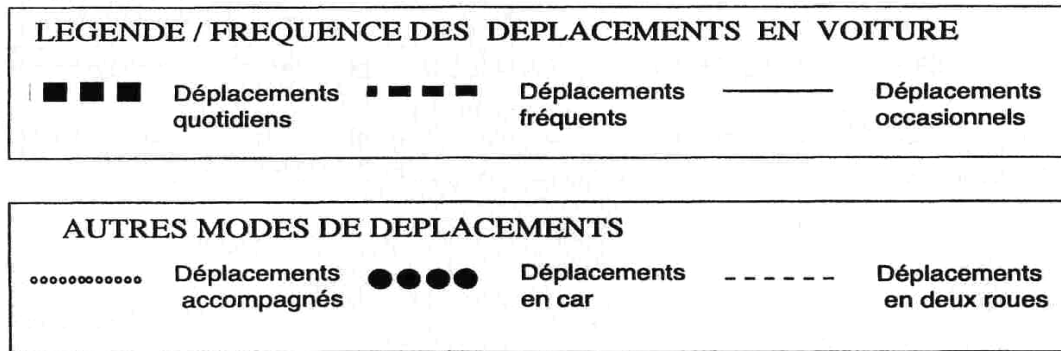 LEGENDE / FREQUENCE DES DEPLACEMENTS EN VOITURE
Déplacements quotidiens
Déplacements fréquents
Déplacements occasionnels
AUTRES MODES DE DEPLACEMENTS
Déplacements accompagnés
Déplacements en car
Déplacements en deux roues